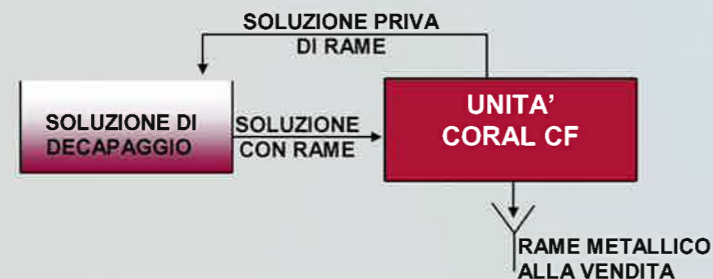 SOLUZIONE PRIVA
DI RAME
SOLUZIONE DI
DECAPAGGIO
SOLUZIONE
CON RAME
UNITA’
CORAL CF
RAME METALLICO
ALLA VENDITA